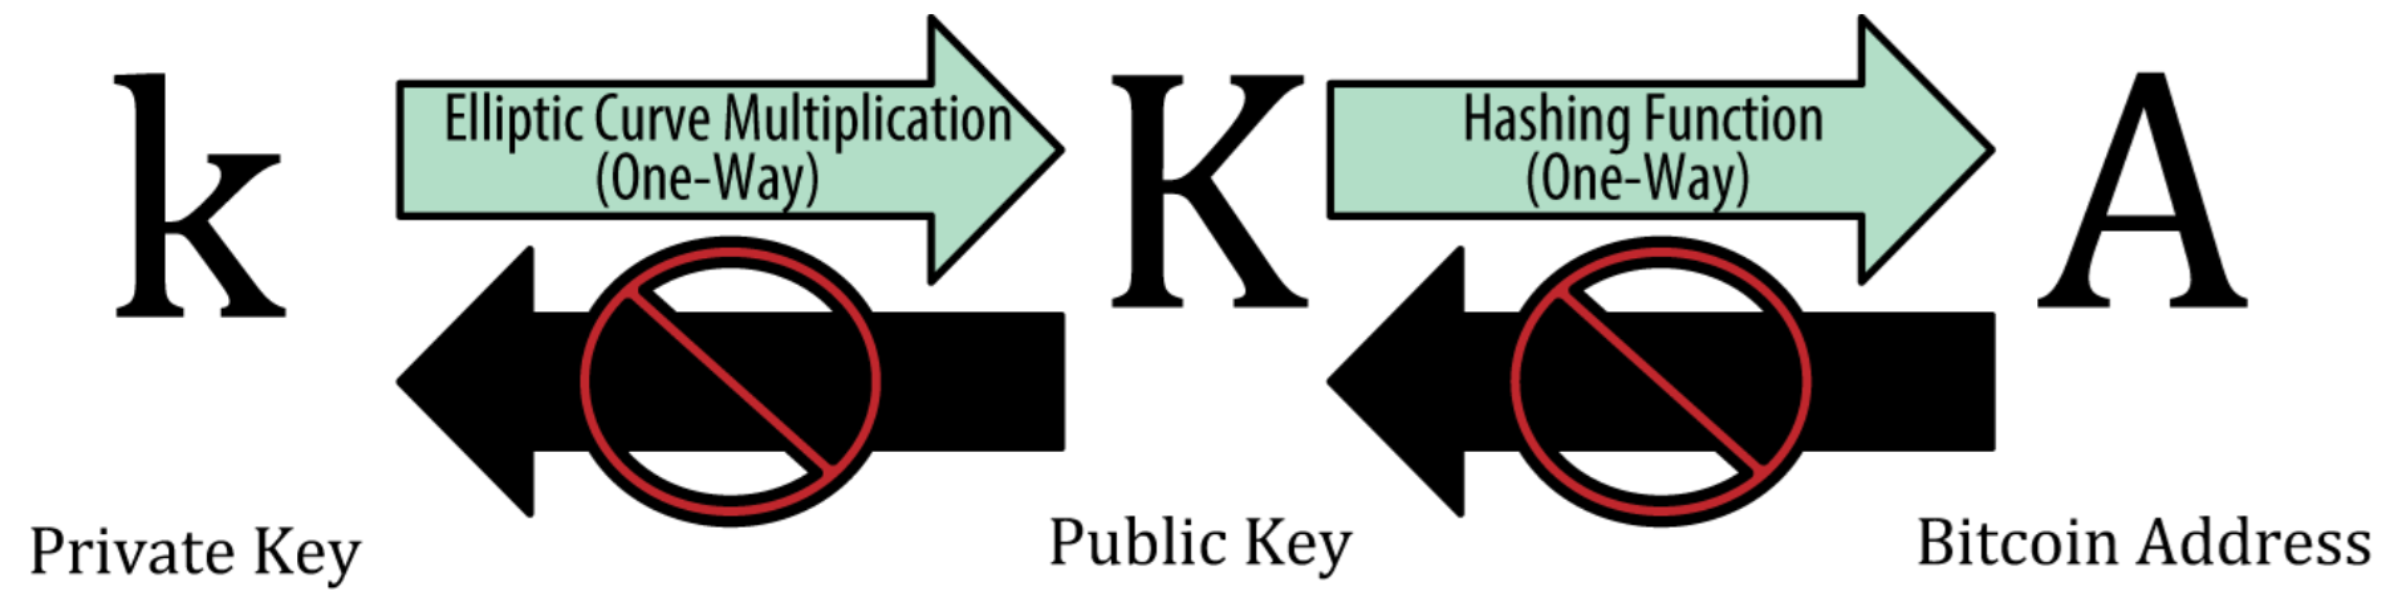 k
Elliptic Curve Multiplication
(One-Way)
K
Hashing Function
(One-Way)
A
Private Key
Public Key
Bitcoin Address